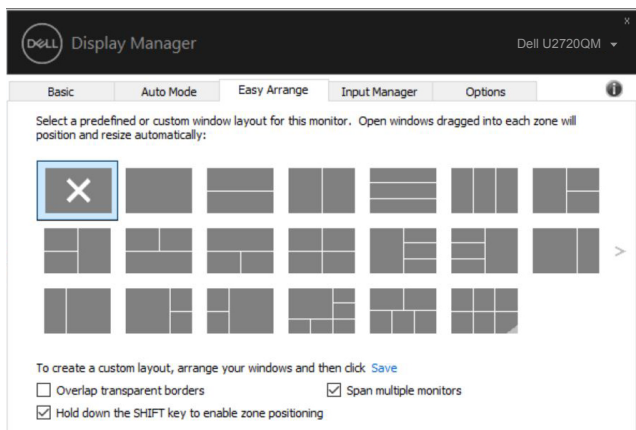 x
DELL Display Manager
Dell U2720QM
Basic Auto Mode Easy Arrange Input Manager Options
Select a predefined or custom window layout for this monitor. Open windows dragged into each zone will
position and resize automatically:
To create a custom layout, arrange your windows and then click Save
Overlap transparent borders Span multiple monitors
Hold down the SHIFT key to enable zone positioning